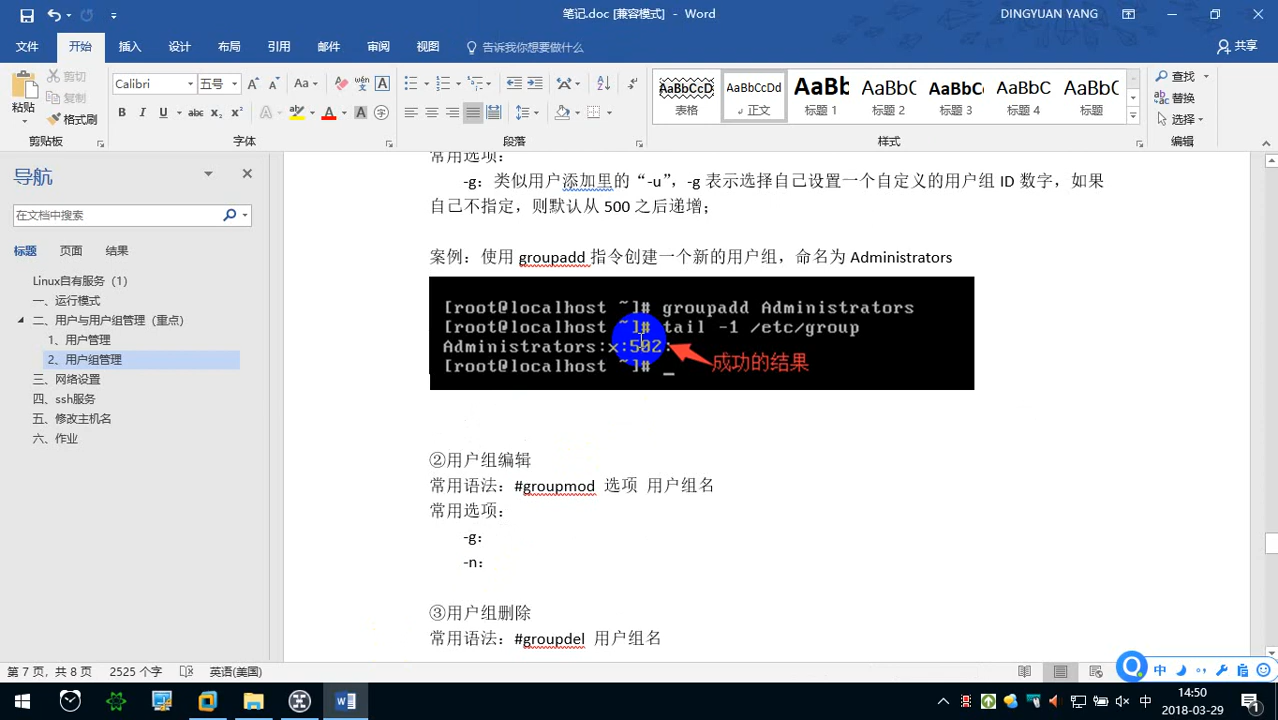 笔记.doc [兼容模式] - Word
DINGYUAN YANG
文件 开始 插入 设计 布局 引用 邮件 审阅 视图 告诉我你想要做什么 共享
粘贴
剪切
复制
格式刷
Calibri 五号
AaBbCcD 表格
AaBbCcDd 正文
AaBb 标题 1
AaBbC 标题 2
AaBbC 标题 3
AaBbC 标题 4
AaBbC 标题
查找
替换
选择
剪贴板 字体 段落 样式 编辑
导航
在文档中搜索
标题 页面 结果
Linux自有服务（1）
一、运行模式
二、用户与用户组管理（重点）
1、用户管理
2、用户组管理
三、网络设置
四、ssh服务
五、修改主机名
六、作业
常用选项：
-g：类似用户添加里的“-u”，-g 表示选择自己设置一个自定义的用户组 ID 数字，如果
自己不指定，则默认从 500 之后递增；
案例：使用 groupadd 指令创建一个新的用户组，命名为 Administrators
[root@localhost ~]# groupadd Administrators
[root@localhost ~]# tail -1 /etc/group
Administrators:x:502:
[root@localhost ~]# _
成功的结果
②用户组编辑
常用语法：#groupmod 选项 用户组名
常用选项：
-g：
-n：
③用户组删除
常用语法：#groupdel 用户组名
第 7 页，共 8 页 2525 个字 英语(美国)
中
中
14:50
2018-03-29
1